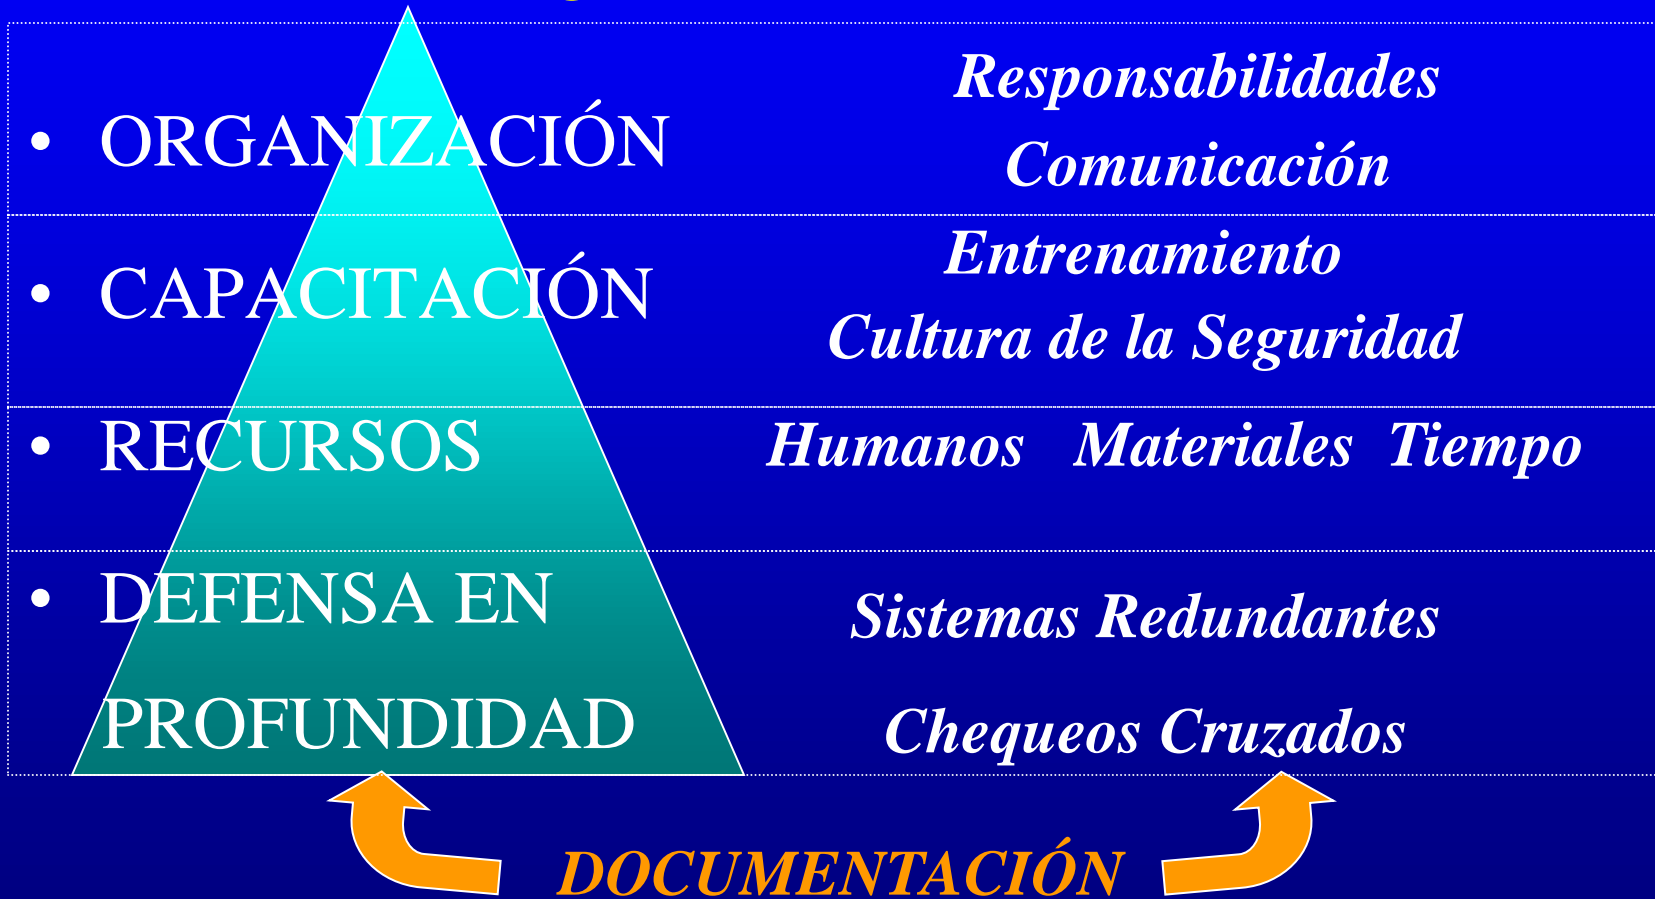 • ORGANIZACIÓN
Responsabilidades
Comunicación
• CAPACITACIÓN
Entrenamiento
Cultura de la Seguridad
• RECURSOS
Humanos Materiales Tiempo
• DEFENSA EN
PROFUNDIDAD
Sistemas Redundantes
Chequeos Cruzados
DOCUMENTACIÓN